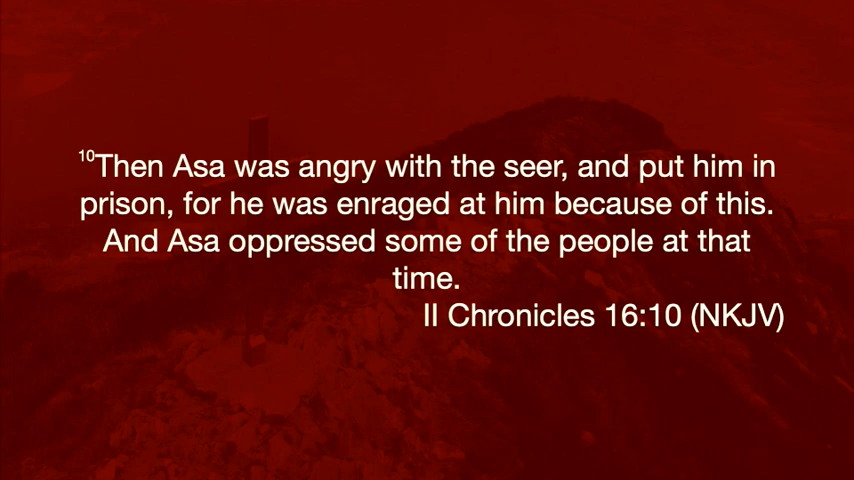 10Then Asa was angry with the seer, and put him in
prison, for he was enraged at him because of this.
And Asa oppressed some of the people at that
time.
II Chronicles 16:10 (NKJV)